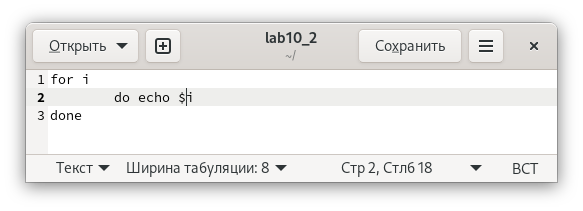 Открыть lab10_2 Сохранить
~/
1 for i
2 do echo $i
3 done
Текст Ширина табуляции: 8 Стр 2, Стлб 18 ВСТ